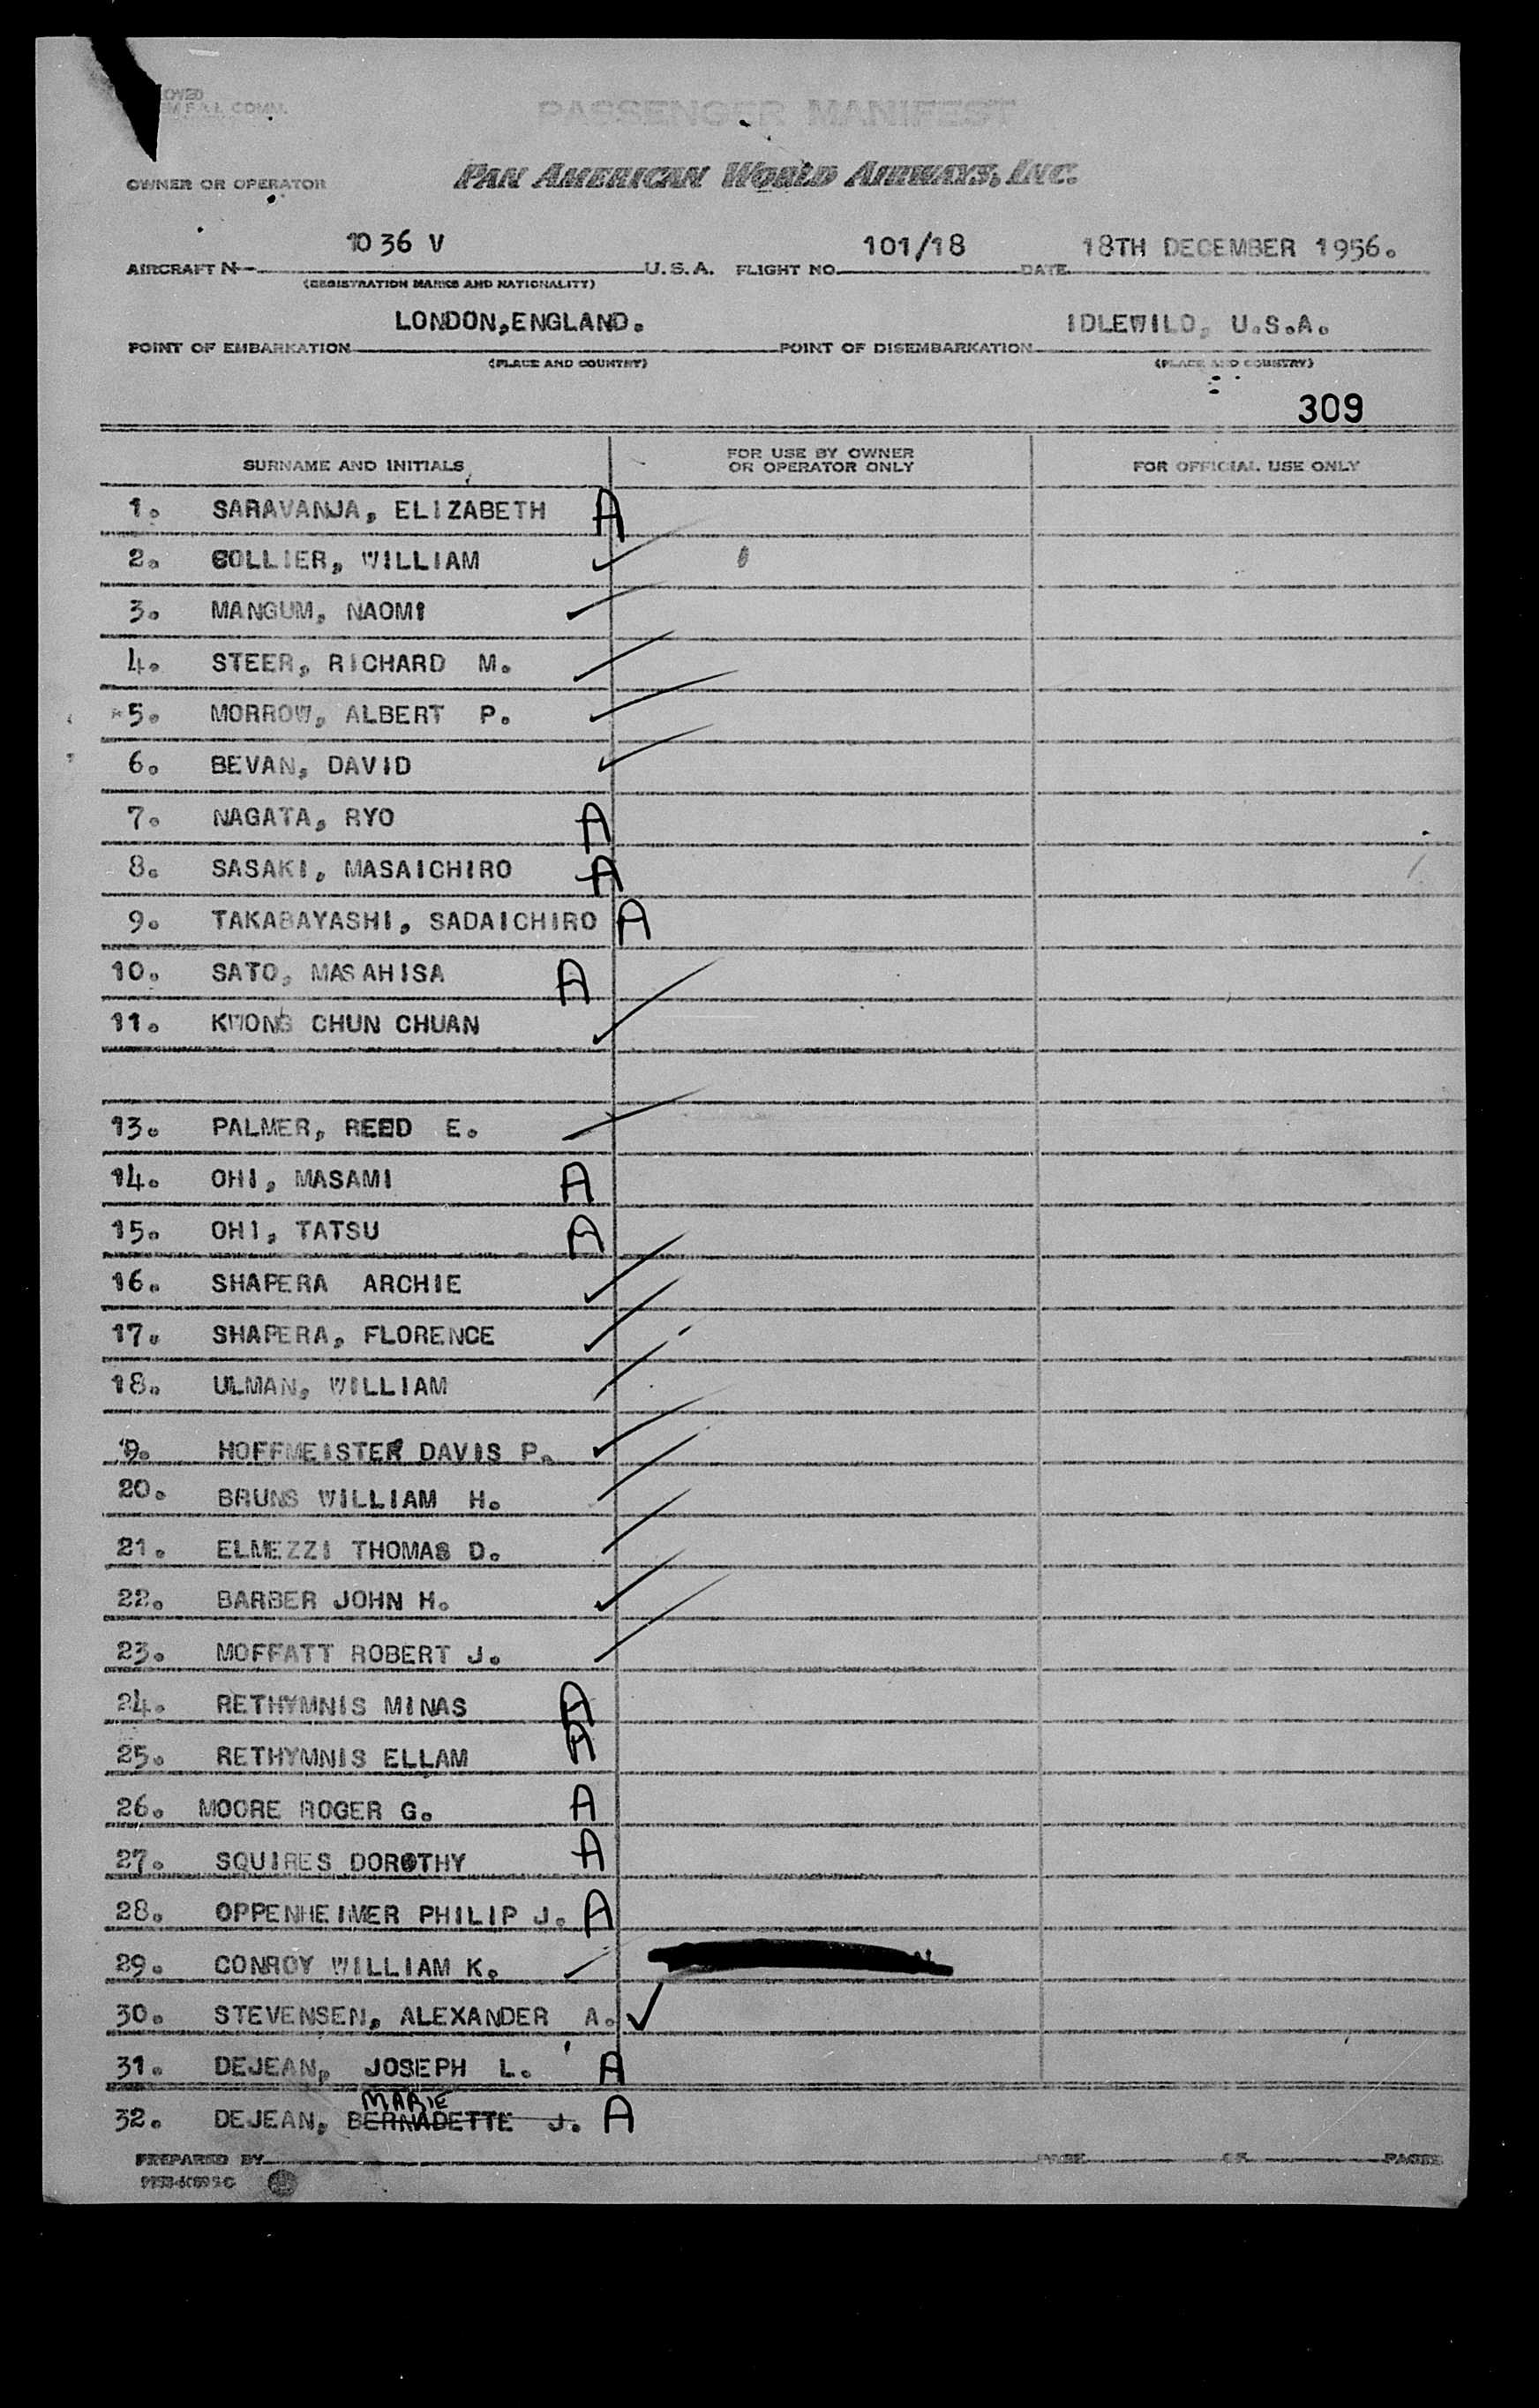 OVED
PASSENGER MANIFEST
F.A.L. COMM.
OWNER OR OPERATOR PAN AMERICAN WORLD AIRWAYS, INC.
1036 V 101/18 18TH DECEMBER 1956.
AIRCRAFT N- U.S.A. FLIGHT NO. DATE
(REGISTRATION MARKS AND NATIONALITY)
LONDON,ENGLAND. IDLEWILD, U.S.A.
POINT OF EMBARKATION POINT OF DISEMBARKATION
(PLACE AND COUNTRY) (PLACE AND COUNTRY)
309
SURNAME AND INITIALS FOR USE BY OWNER OR OPERATOR ONLY FOR OFFICIAL USE ONLY
1. SARAVANJA, ELIZABETH A
2. COLLIER, WILLIAM
3. MANGUM, NAOMI
4. STEER, RICHARD M.
5. MORROW, ALBERT P.
6. BEVAN, DAVID
7. NAGATA, RYO A
8. SASAKI, MASAICHIRO A
9. TAKABAYASHI, SADAICHIRO A
10. SATO, MASAHISA A
11. KWONG CHUN CHUAN
13. PALMER, REED E.
14. OHI, MASAMI A
15. OHI, TATSU A
16. SHAPERA ARCHIE
17. SHAPERA, FLORENCE
18. ULMAN, WILLIAM
9. HOFFMEISTER DAVIS P.
20. BRUNS WILLIAM H.
21. ELMEZZI THOMAS D.
22. BARBER JOHN H.
23. MOFFATT ROBERT J.
24. RETHYMNIS MINAS A
25. RETHYMNIS ELLAM A
26. MOORE ROGER G. A
27. SQUIRES DOROTHY A
28. OPPENHEIMER PHILIP J. A
29. CONROY WILLIAM K.
30. STEVENSEN, ALEXANDER A. ✓
31. DEJEAN, JOSEPH L. A
MARIE
32. DEJEAN, BERNADETTE J. A
PREPARED BY PAGE OF PAGES